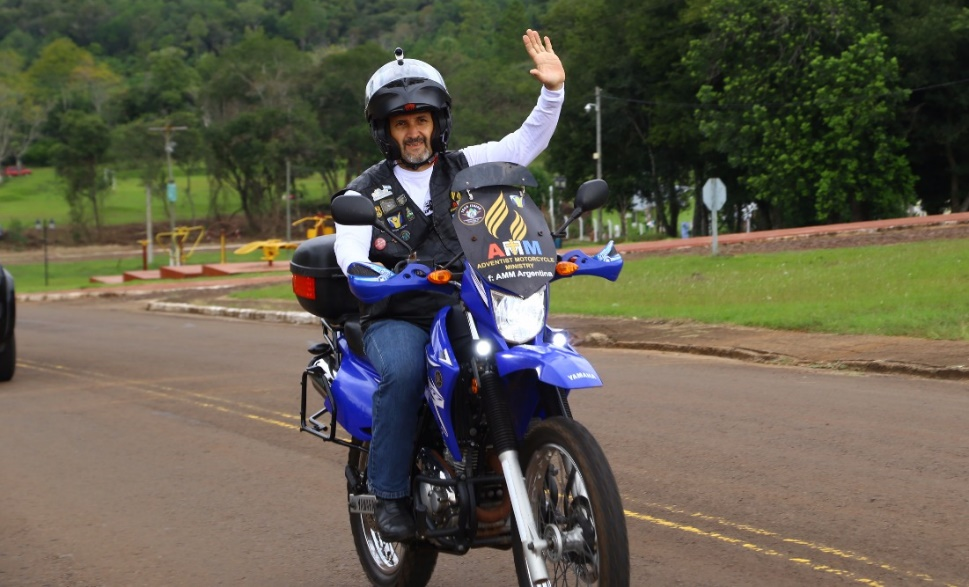 AMM
ADVENTIST MOTORCYCLE
MINISTRY
f: AMM Argentina
YAMAHA